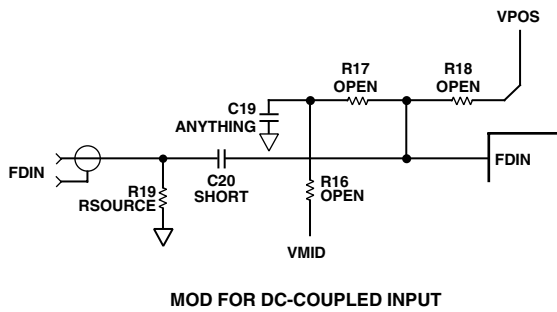 VPOS
R17
OPEN
R18
OPEN
C19
ANYTHING
FDIN
R19
RSOURCE
C20
SHORT
R16
OPEN
FDIN
VMID
MOD FOR DC-COUPLED INPUT